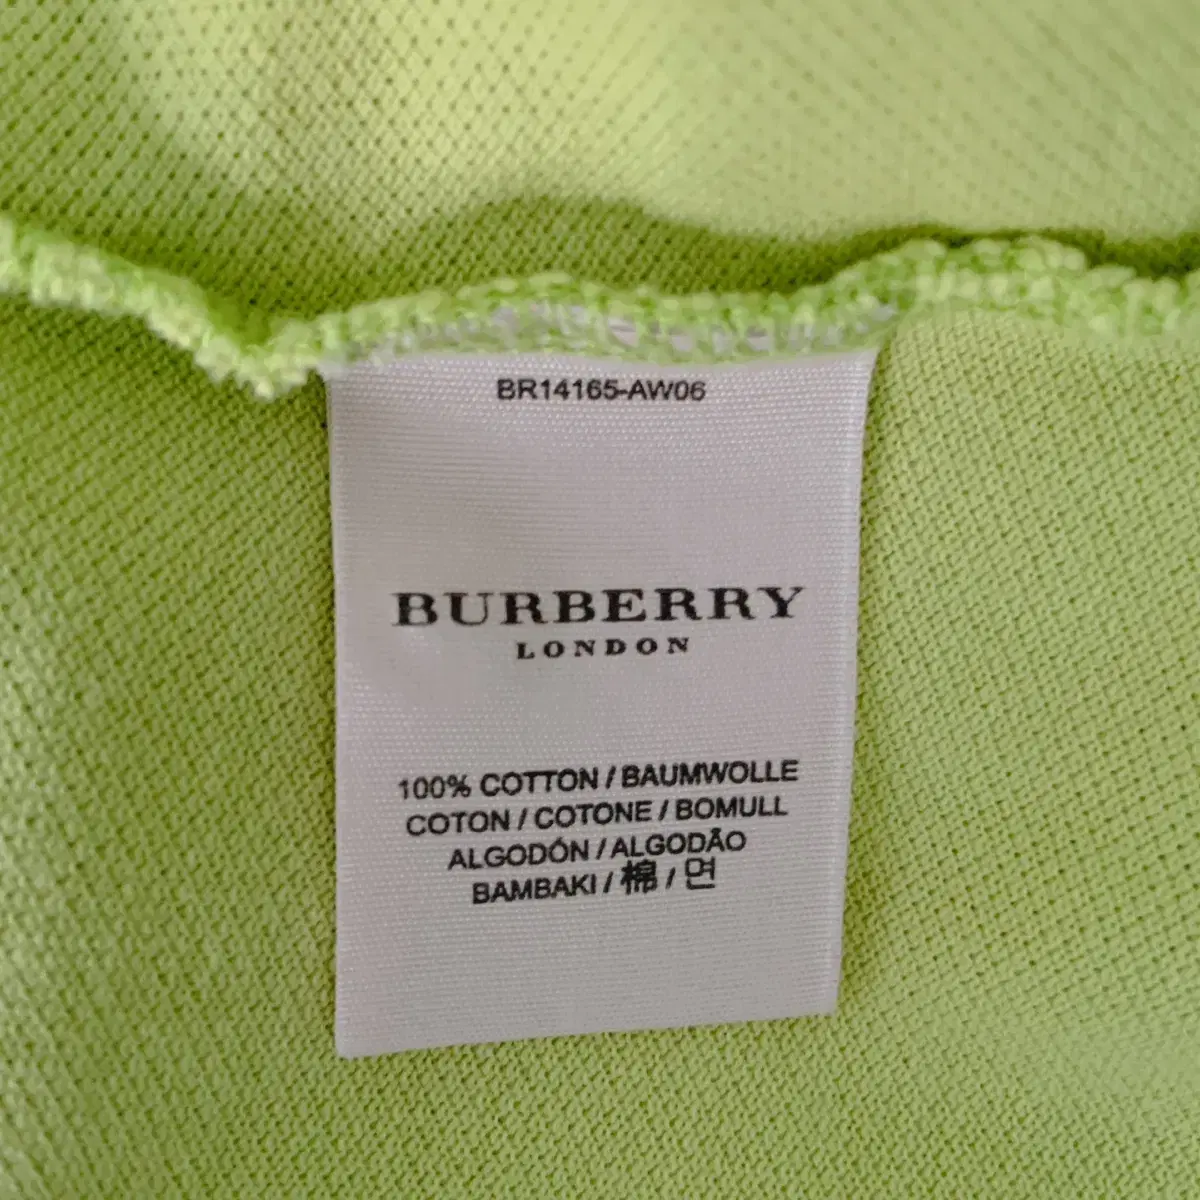 BR14165-AW06
BURBERRY
LONDON
100% COTTON / BAUMWOLLE
COTON / COTONE / BOMULL
ALGODÓN / ALGODÃO
BAMBAKI / 棉 / 면